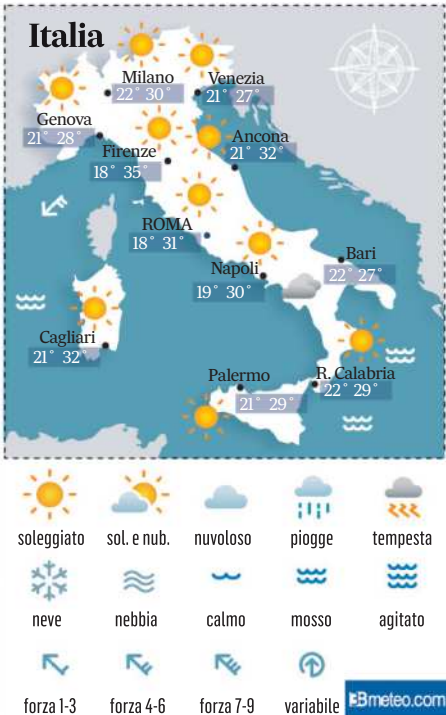 Italia
Milano
22° 30°
Venezia
21° 27°
Genova
21° 28°
Firenze
18° 35°
Ancona
21° 32°
ROMA
18° 31°
Napoli
19° 30°
Bari
22° 27°
Cagliari
21° 32°
Palermo
21° 29°
R. Calabria
22° 29°
soleggiato sol. e nub. nuvoloso piogge tempesta
neve nebbia calmo mosso agitato
forza 1-3 forza 4-6 forza 7-9 variabile
3Bmeteo.com